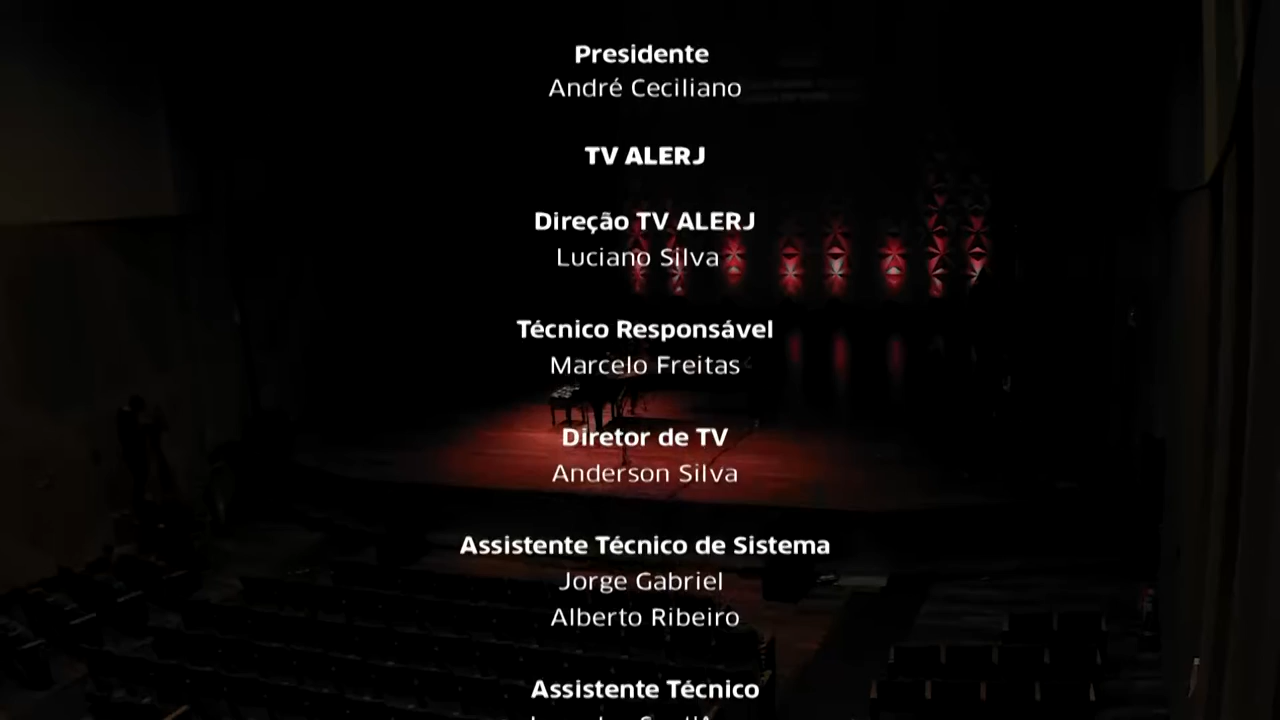 Presidente
André Ceciliano
TV ALERJ
Direção TV ALERJ
Luciano Silva
Técnico Responsável
Marcelo Freitas
Diretor de TV
Anderson Silva
Assistente Técnico de Sistema
Jorge Gabriel
Alberto Ribeiro
Assistente Técnico